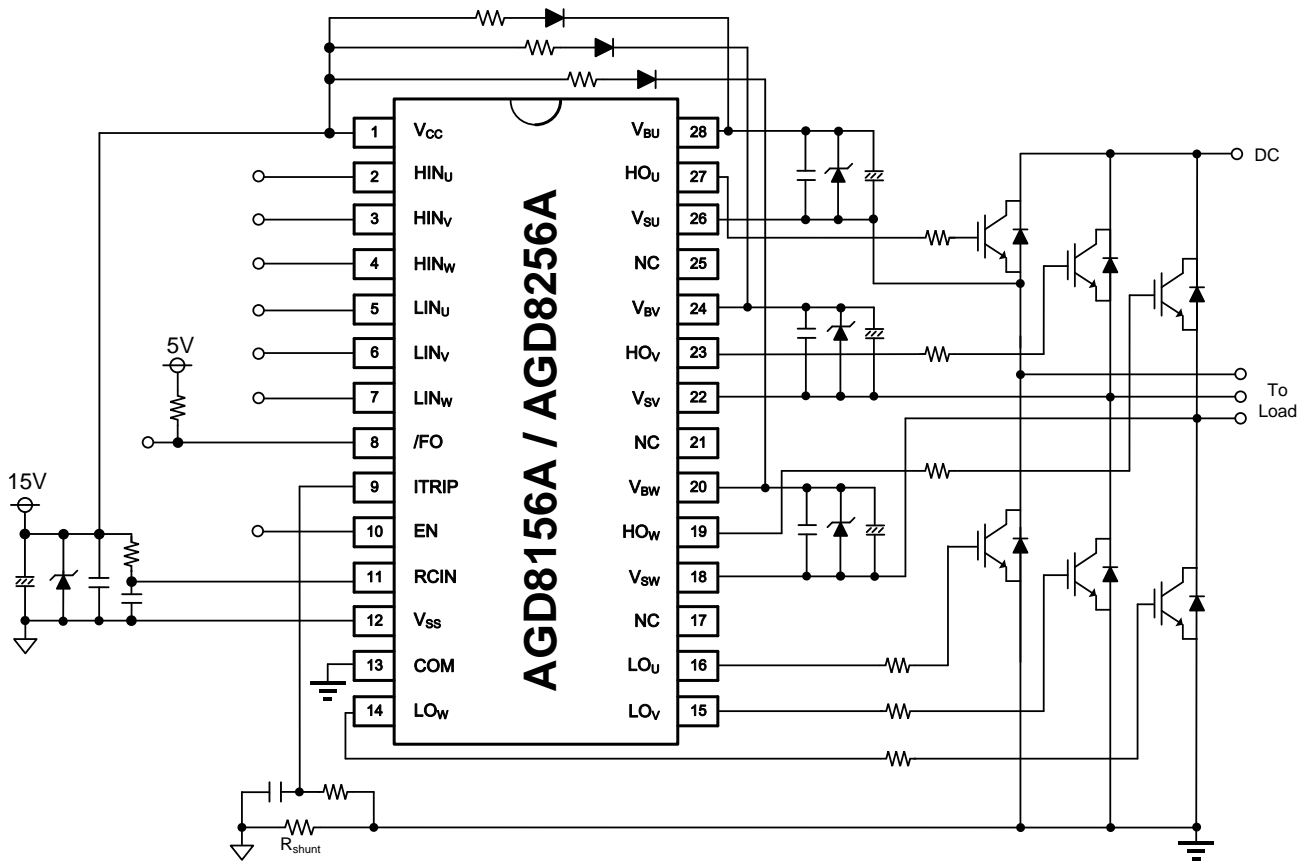 1 VCC
2 HINU
3 HINV
4 HINW
5 LINU
6 LINV
7 LINW
8 /FO
9 ITRIP
10 EN
11 RCIN
12 VSS
13 COM
14 LOW
AGD8156A / AGD8256A
VBU 28
HOU 27
VSU 26
NC 25
VBV 24
HOV 23
VSV 22
NC 21
VBW 20
HOW 19
VSW 18
NC 17
LOU 16
LOV 15
5V
15V
DC
To
Load
Rshunt